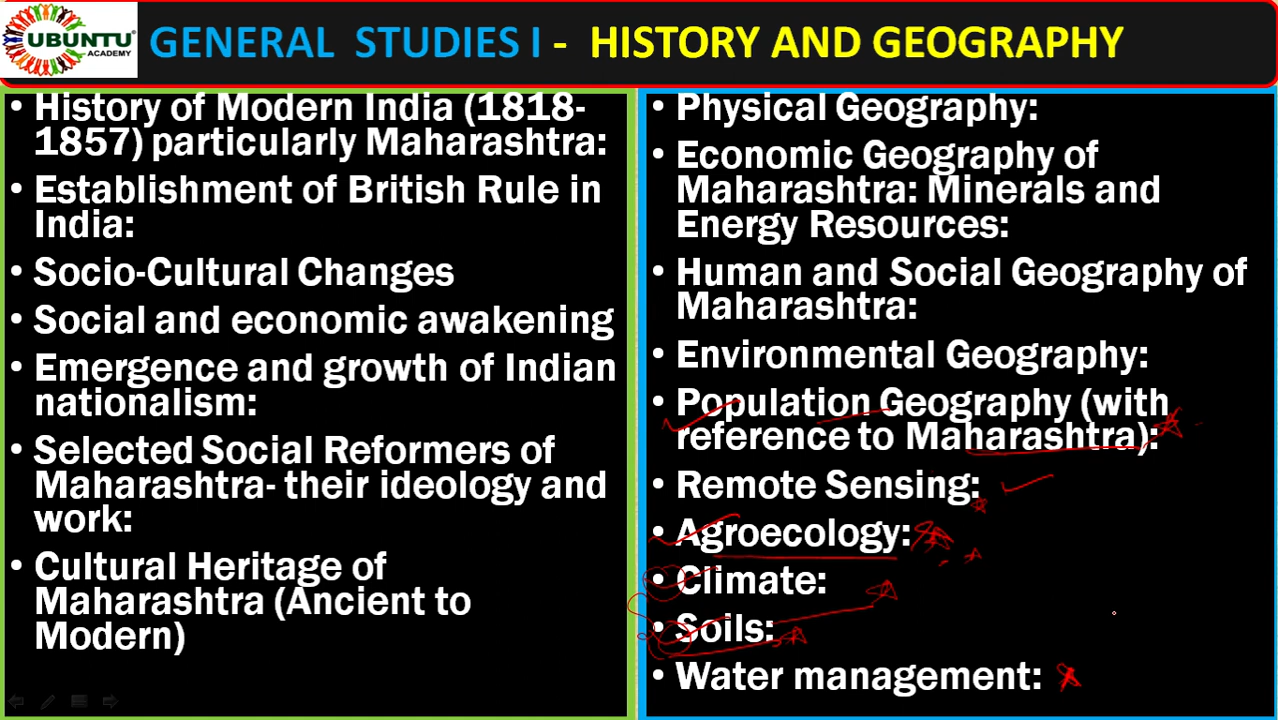 UBUNTU
ACADEMY
GENERAL STUDIES I - HISTORY AND GEOGRAPHY
• History of Modern India (1818-
1857) particularly Maharashtra:
• Establishment of British Rule in
India:
• Socio-Cultural Changes
• Social and economic awakening
• Emergence and growth of Indian
nationalism:
• Selected Social Reformers of
Maharashtra- their ideology and
work:
• Cultural Heritage of
Maharashtra (Ancient to
Modern)
• Physical Geography:
• Economic Geography of
Maharashtra: Minerals and
Energy Resources:
• Human and Social Geography of
Maharashtra:
• Environmental Geography:
• Population Geography (with
reference to Maharashtra):
• Remote Sensing:
• Agroecology:
• Climate:
• Soils:
• Water management: